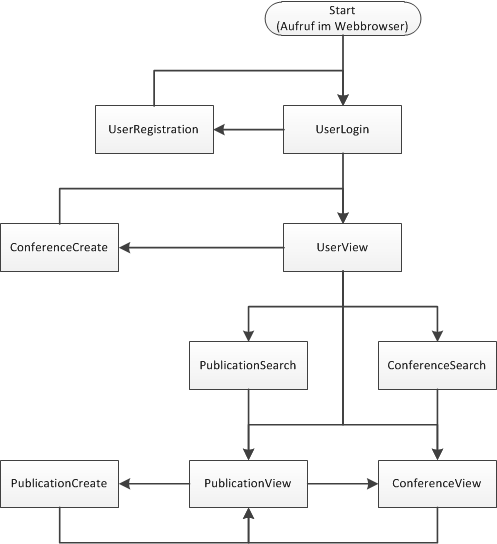 Start
(Aufruf im Webbrowser)
UserRegistration
UserLogin
ConferenceCreate
UserView
PublicationSearch
ConferenceSearch
PublicationCreate
PublicationView
ConferenceView